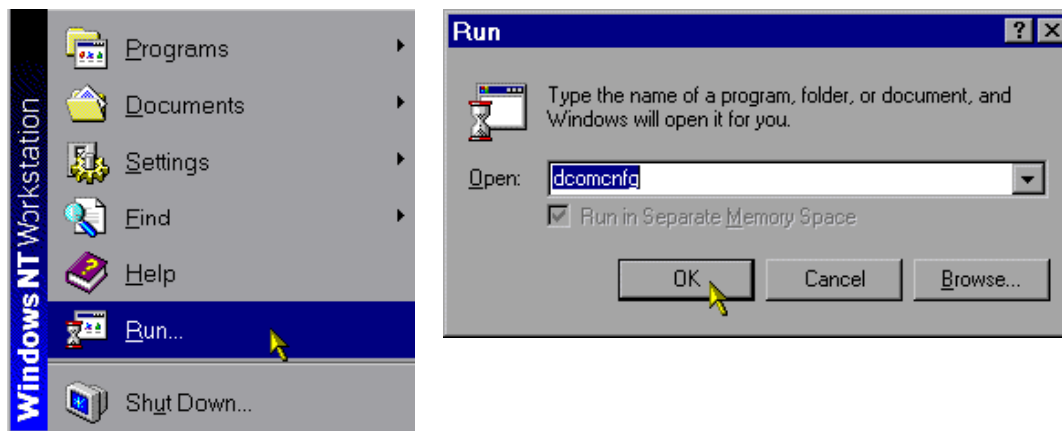 Windows NT Workstation
Programs
Documents
Settings
Find
Help
Run...
Shut Down...
Run
Type the name of a program, folder, or document, and
Windows will open it for you.
Open: dcomcnfg
Run in Separate Memory Space
OK Cancel Browse...